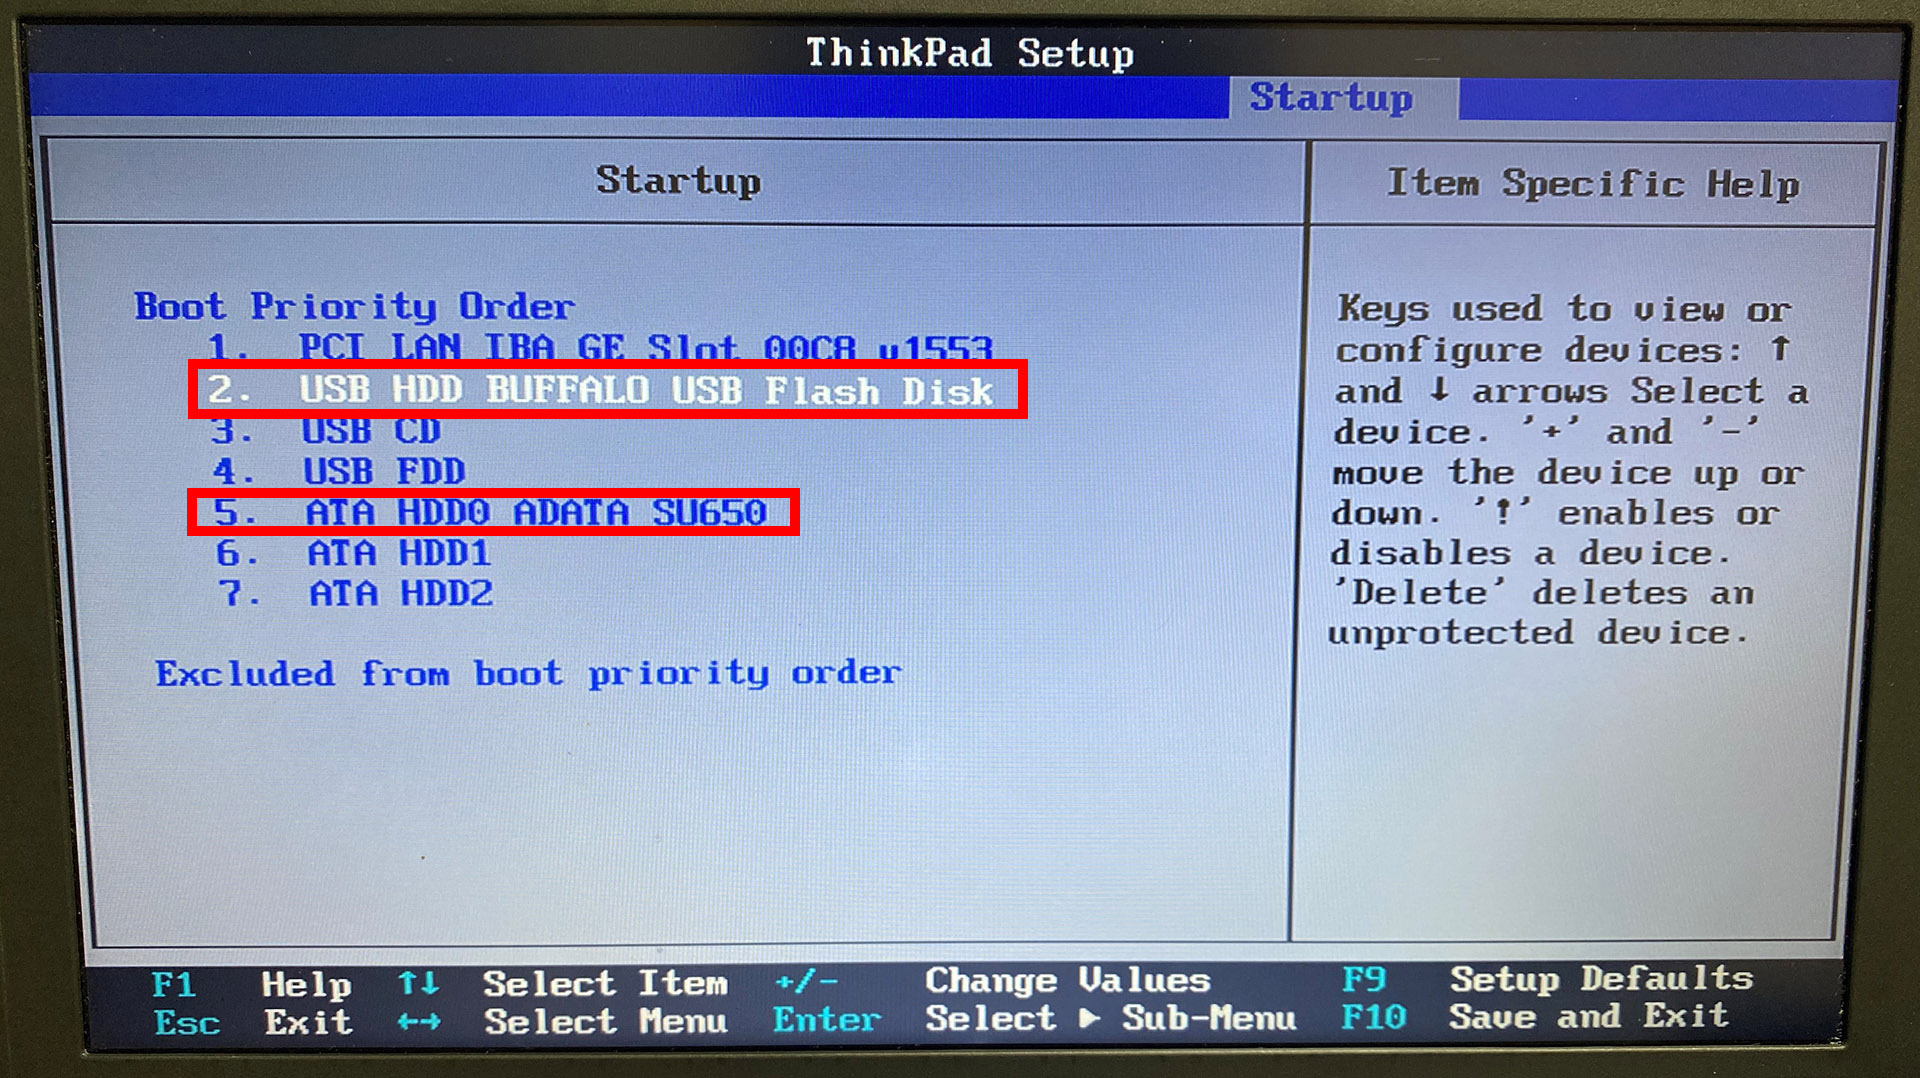 ThinkPad Setup
Startup
Startup
Item Specific Help
Boot Priority Order
1. PCI LAN IBA GE Slot 00C8 v1553
2. USB HDD BUFFALO USB Flash Disk
3. USB CD
4. USB FDD
5. ATA HDD0 ADATA SU650
6. ATA HDD1
7. ATA HDD2
Excluded from boot priority order
Keys used to view or
configure devices: ↑
and ↓ arrows Select a
device. '+' and '-'
move the device up or
down. '!' enables or
disables a device.
'Delete' deletes an
unprotected device.
F1 Help ↑↓ Select Item +/- Change Values F9 Setup Defaults
Esc Exit ←→ Select Menu Enter Select ▶ Sub-Menu F10 Save and Exit